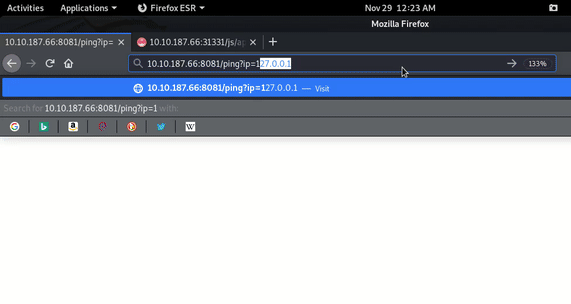 Activities Applications Firefox ESR Nov 29 12:23 AM
Mozilla Firefox
10.10.187.66:8081/ping?ip= 10.10.187.66:31331/js/ap
10.10.187.66:8081/ping?ip=127.0.0.1 133%
10.10.187.66:8081/ping?ip=127.0.0.1 — Visit
Search for 10.10.187.66:8081/ping?ip=1 with:
G b a W